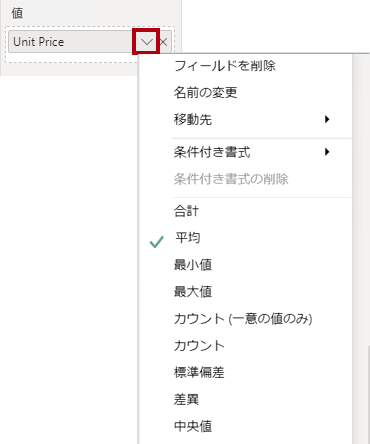 値
Unit Price
フィールドを削除
名前の変更
移動先
条件付き書式
条件付き書式の削除
合計
平均
最小値
最大値
カウント (一意の値のみ)
カウント
標準偏差
差異
中央値